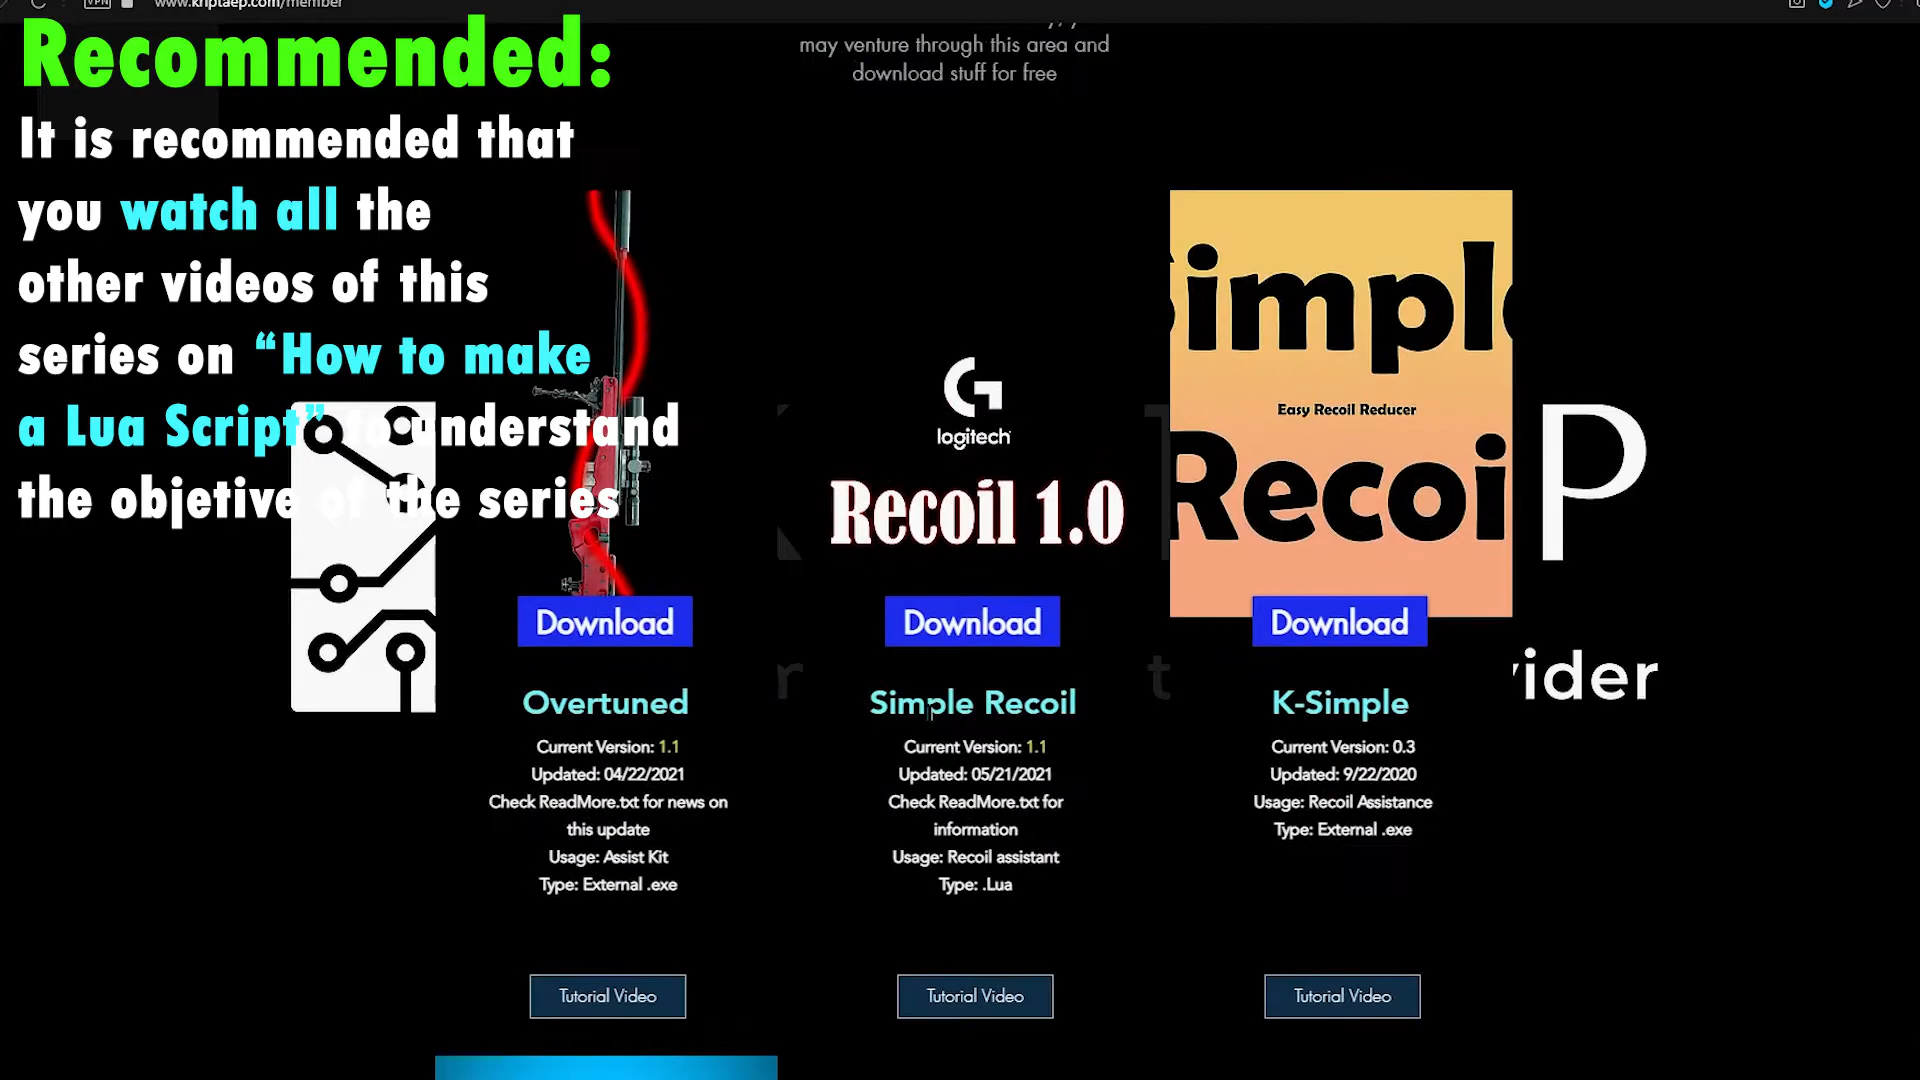 VPN
www.kriptaep.com/member
Recommended:
It is recommended that
you watch all the
other videos of this
series on “How to make
a Lua Script” to understand
the objetive of the series
may venture through this area and
download stuff for free
logitech
Recoil 1.0
Simple
Easy Recoil Reducer
Recoi
P
vider
Download
Download
Download
Overtuned
Current Version: 1.1
Updated: 04/22/2021
Check ReadMore.txt for news on
this update
Usage: Assist Kit
Type: External .exe
Simple Recoil
Current Version: 1.1
Updated: 05/21/2021
Check ReadMore.txt for
information
Usage: Recoil assistant
Type: .Lua
K-Simple
Current Version: 0.3
Updated: 9/22/2020
Usage: Recoil Assistance
Type: External .exe
Tutorial Video
Tutorial Video
Tutorial Video